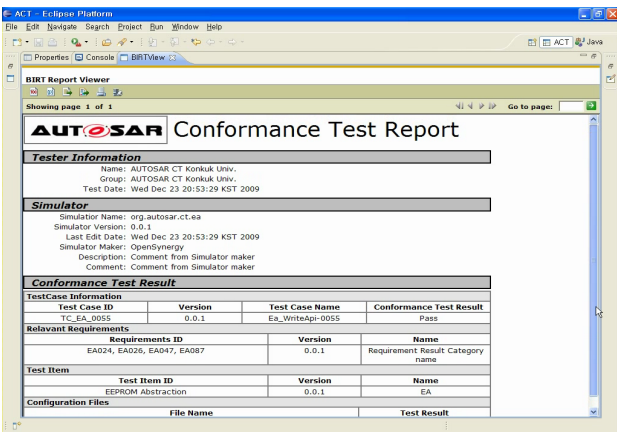 ACT - Eclipse Platform
File Edit Navigate Search Project Run Window Help
ACT Java
Properties Console BIRTView
BIRT Report Viewer
Showing page 1 of 1 Go to page:
AUTOSAR Conformance Test Report
Tester Information
Name: AUTOSAR CT Konkuk Univ.
Group: AUTOSAR CT Konkuk Univ.
Test Date: Wed Dec 23 20:53:29 KST 2009
Simulator
Simulatior Name: org.autosar.ct.ea
Simulator Version: 0.0.1
Last Edit Date: Wed Dec 23 20:53:29 KST 2009
Simulator Maker: OpenSynergy
Description: Comment from Simulator maker
Comment: Comment from Simulator maker
Conformance Test Result
TestCase Information
Test Case ID Version Test Case Name Conformance Test Result
TC_EA_0055 0.0.1 Ea_WriteApi-0055 Pass
Relavant Requirements
Requirements ID Version Name
EA024, EA026, EA047, EA087 0.0.1 Requirement Result Category
name
Test Item
Test Item ID Version Name
EEPROM Abstraction 0.0.1 EA
Configuration Files
File Name Test Result